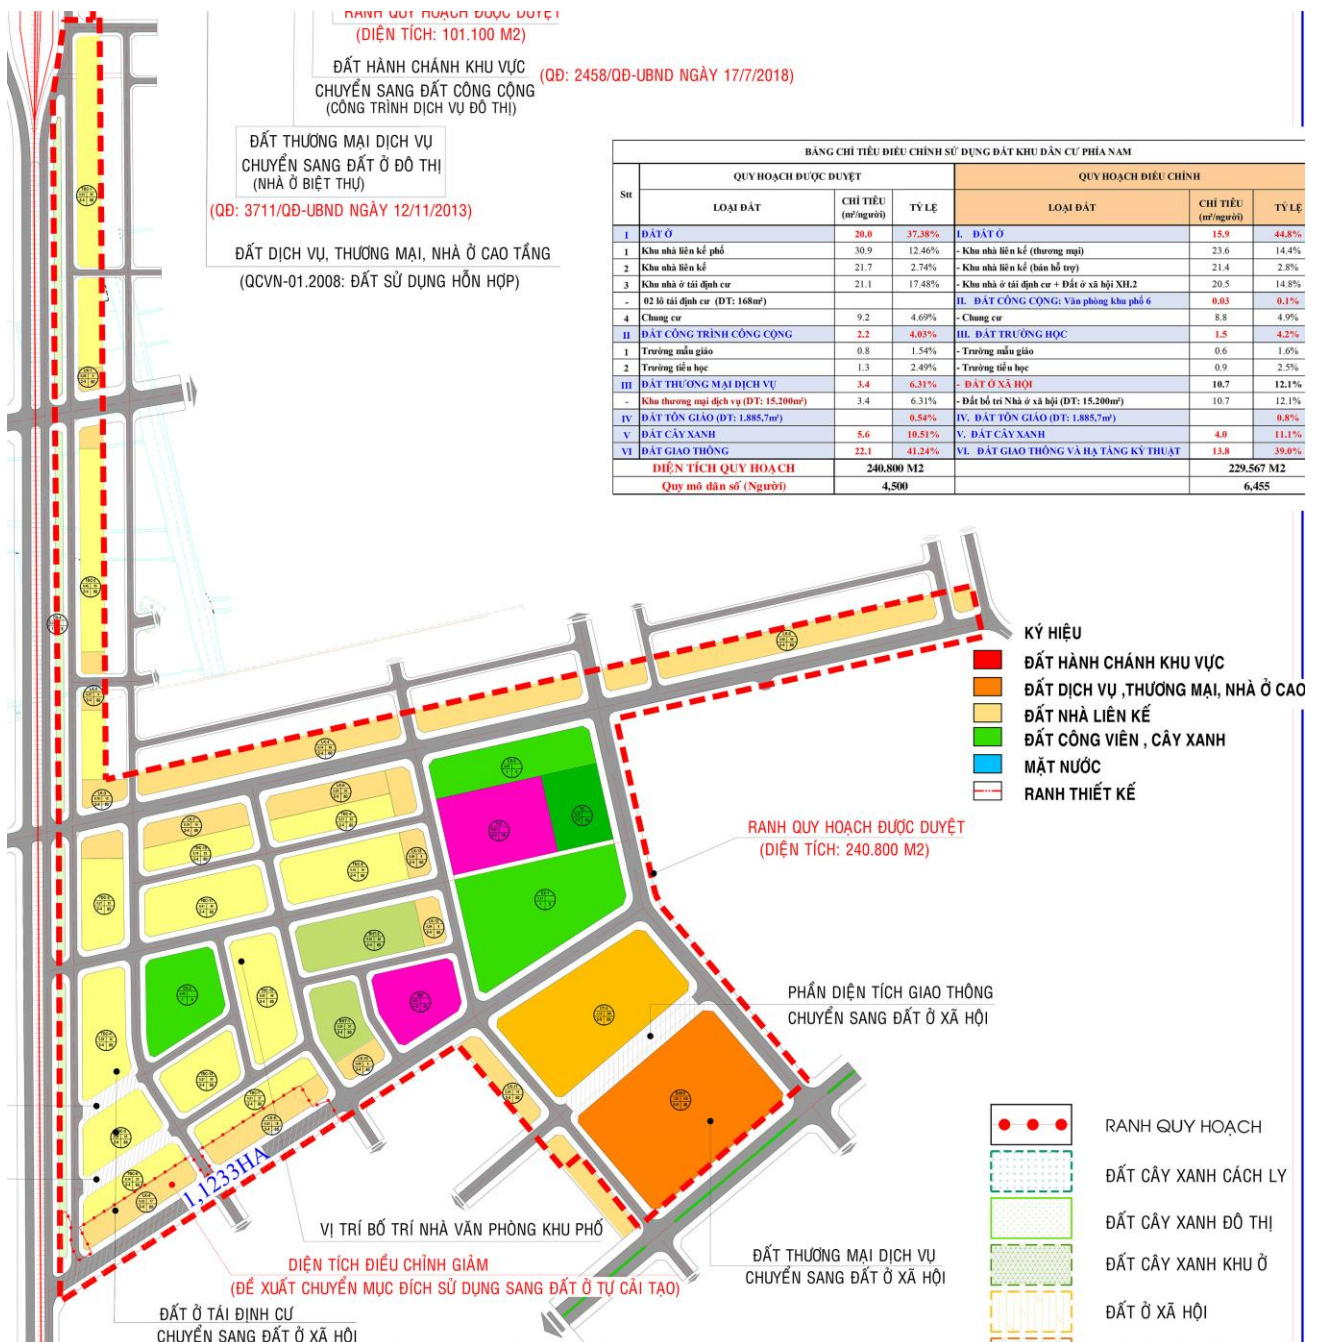 RANH QUY HOẠCH ĐƯỢC DUYỆT
(DIỆN TÍCH: 101.100 M2)
ĐẤT HÀNH CHÁNH KHU VỰC
CHUYỂN SANG ĐẤT CÔNG CỘNG
(CÔNG TRÌNH DỊCH VỤ ĐÔ THỊ)
(QĐ: 2458/QĐ-UBND NGÀY 17/7/2018)
ĐẤT THƯƠNG MẠI DỊCH VỤ
CHUYỂN SANG ĐẤT Ở ĐÔ THỊ
(NHÀ Ở BIỆT THỰ)
(QĐ: 3711/QĐ-UBND NGÀY 12/11/2013)
ĐẤT DỊCH VỤ, THƯƠNG MẠI, NHÀ Ở CAO TẦNG
(QCVN-01.2008: ĐẤT SỬ DỤNG HỖN HỢP)
BẢNG CHỈ TIÊU ĐIỀU CHỈNH SỬ DỤNG ĐẤT KHU DÂN CƯ PHÍA NAM
Stt QUY HOẠCH ĐƯỢC DUYỆT QUY HOẠCH ĐIỀU CHỈNH
LOẠI ĐẤT CHỈ TIÊU (m²/người) TỶ LỆ LOẠI ĐẤT CHỈ TIÊU (m²/người) TỶ LỆ
I ĐẤT Ở 20.0 37.38% I. ĐẤT Ở 15.9 44.8%
1 Khu nhà liên kế phố 30.9 12.46% - Khu nhà liên kế (thương mại) 23.6 14.4%
2 Khu nhà liên kế 21.7 2.74% - Khu nhà liên kế (bán hỗ trợ) 21.4 2.8%
3 Khu nhà ở tái định cư 21.1 17.48% - Khu nhà ở tái định cư + Đất ở xã hội XH.2 20.5 14.8%
- 02 lô tái định cư (DT: 168m²) II. ĐẤT CÔNG CỘNG: Văn phòng khu phố 6 0.03 0.1%
4 Chung cư 9.2 4.69% - Chung cư 8.8 4.9%
II ĐẤT CÔNG TRÌNH CÔNG CỘNG 2.2 4.03% III. ĐẤT TRƯỜNG HỌC 1.5 4.2%
1 Trường mẫu giáo 0.8 1.54% - Trường mẫu giáo 0.6 1.6%
2 Trường tiểu học 1.3 2.49% - Trường tiểu học 0.9 2.5%
III ĐẤT THƯƠNG MẠI DỊCH VỤ 3.4 6.31% - ĐẤT Ở XÃ HỘI 10.7 12.1%
- Khu thương mại dịch vụ (DT: 15.200m²) 3.4 6.31% - Đất bố trí Nhà ở xã hội (DT: 15.200m²) 10.7 12.1%
IV ĐẤT TÔN GIÁO (DT: 1.885,7m²) 0.54% IV. ĐẤT TÔN GIÁO (DT: 1.885,7m²) 0.8%
V ĐẤT CÂY XANH 5.6 10.51% V. ĐẤT CÂY XANH 4.0 11.1%
VI ĐẤT GIAO THÔNG 22.1 41.24% VI. ĐẤT GIAO THÔNG VÀ HẠ TẦNG KỸ THUẬT 13.8 39.0%
DIỆN TÍCH QUY HOẠCH 240.800 M2 229.567 M2
Quy mô dân số (Người) 4,500 6,455
KÝ HIỆU
ĐẤT HÀNH CHÁNH KHU VỰC
ĐẤT DỊCH VỤ ,THƯƠNG MẠI, NHÀ Ở CAO
ĐẤT NHÀ LIÊN KẾ
ĐẤT CÔNG VIÊN , CÂY XANH
MẶT NƯỚC
RANH THIẾT KẾ
RANH QUY HOẠCH ĐƯỢC DUYỆT
(DIỆN TÍCH: 240.800 M2)
PHẦN DIỆN TÍCH GIAO THÔNG
CHUYỂN SANG ĐẤT Ở XÃ HỘI
1,1233HA
VỊ TRÍ BỐ TRÍ NHÀ VĂN PHÒNG KHU PHỐ
DIỆN TÍCH ĐIỀU CHỈNH GIẢM
(ĐỀ XUẤT CHUYỂN MỤC ĐÍCH SỬ DỤNG SANG ĐẤT Ở TỰ CẢI TẠO)
ĐẤT Ở TÁI ĐỊNH CƯ
CHUYỂN SANG ĐẤT Ở XÃ HỘI
ĐẤT THƯƠNG MẠI DỊCH VỤ
CHUYỂN SANG ĐẤT Ở XÃ HỘI
RANH QUY HOẠCH
ĐẤT CÂY XANH CÁCH LY
ĐẤT CÂY XANH ĐÔ THỊ
ĐẤT CÂY XANH KHU Ở
ĐẤT Ở XÃ HỘI